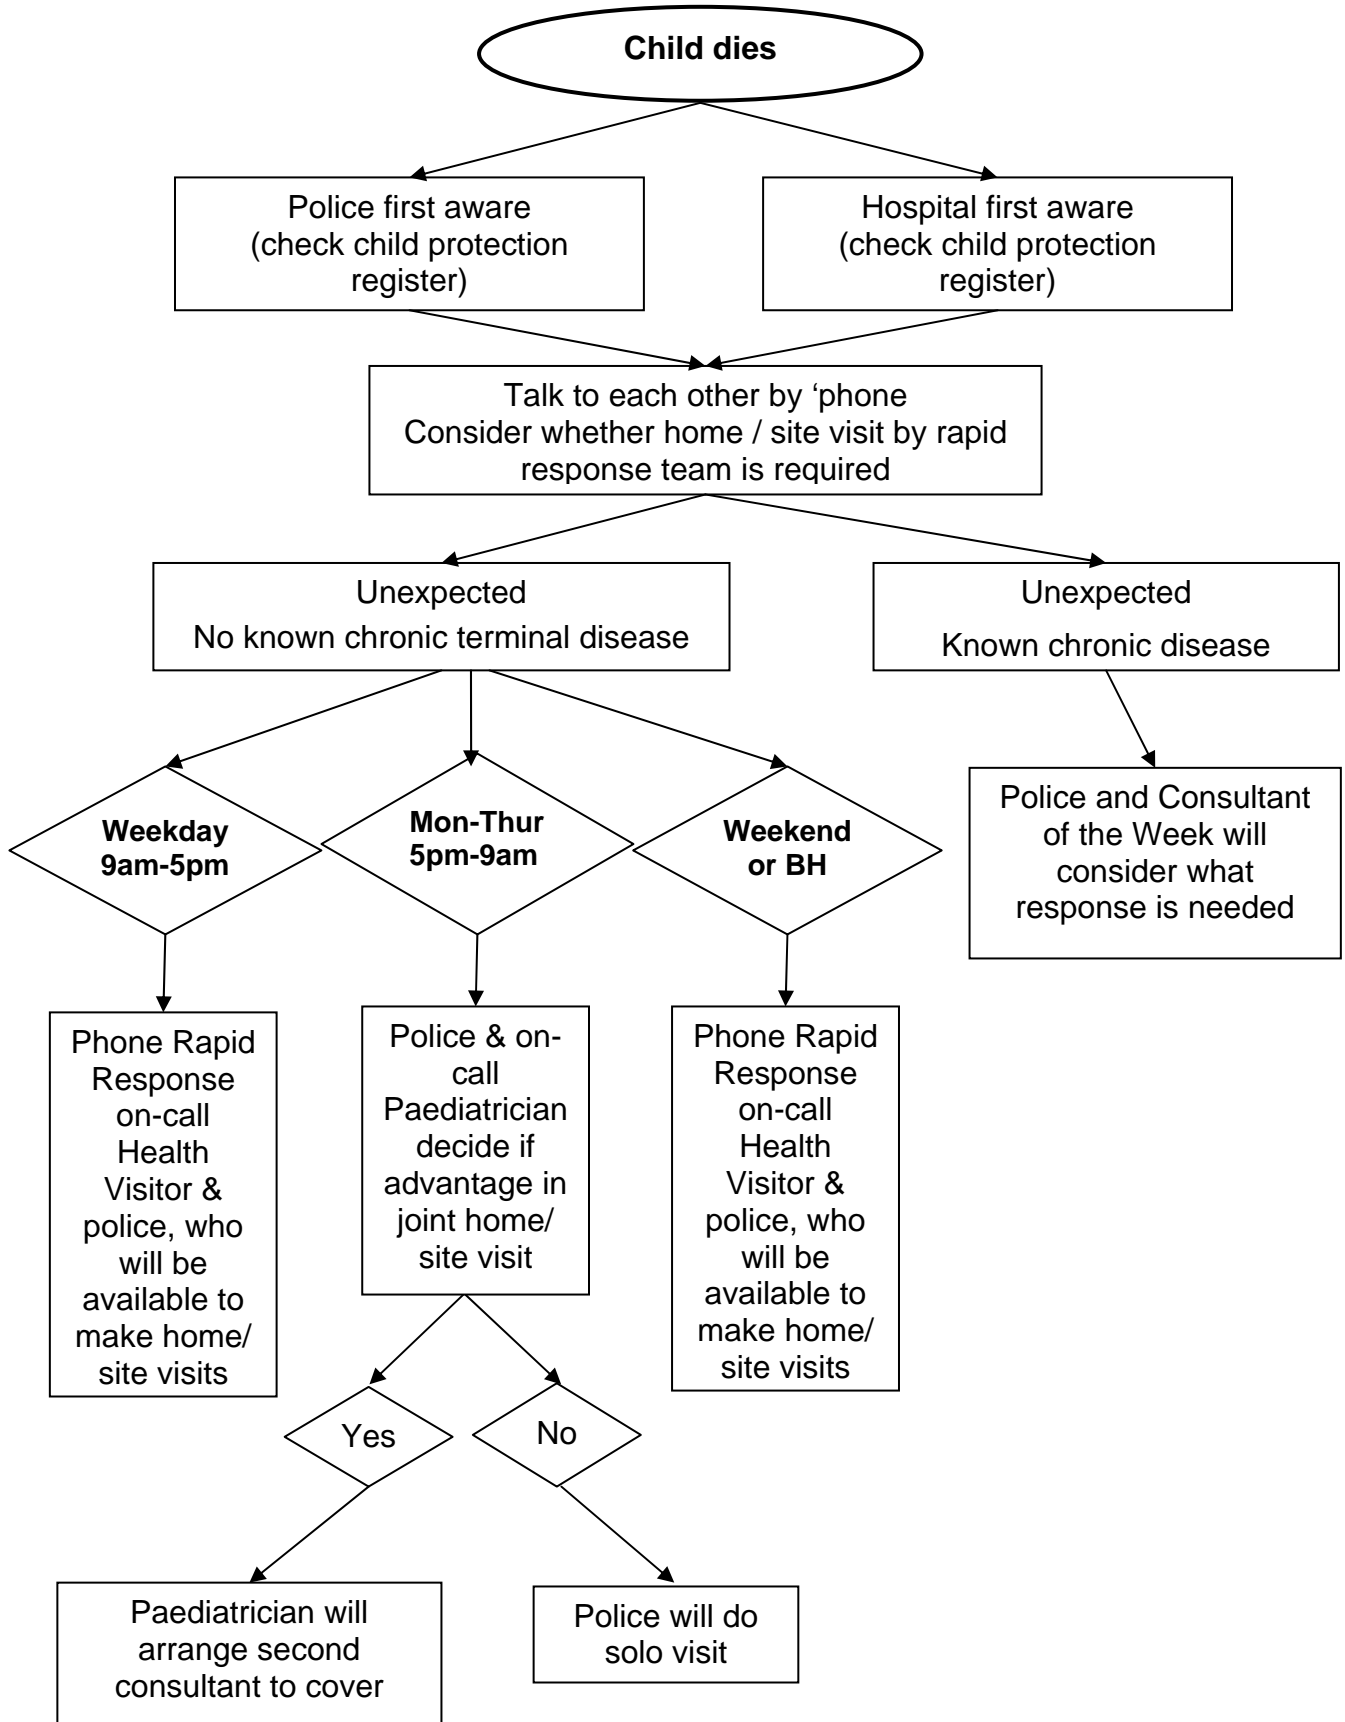 Child dies
Police first aware
(check child protection
register)
Hospital first aware
(check child protection
register)
Talk to each other by ‘phone
Consider whether home / site visit by rapid
response team is required
Unexpected
No known chronic terminal disease
Unexpected
Known chronic disease
Weekday
9am-5pm
Mon-Thur
5pm-9am
Weekend
or BH
Police and Consultant
of the Week will
consider what
response is needed
Phone Rapid
Response
on-call
Health
Visitor &
police, who
will be
available to
make home/
site visits
Police & on-
call
Paediatrician
decide if
advantage in
joint home/
site visit
Phone Rapid
Response
on-call
Health
Visitor &
police, who
will be
available to
make home/
site visits
Yes
No
Paediatrician will
arrange second
consultant to cover
Police will do
solo visit